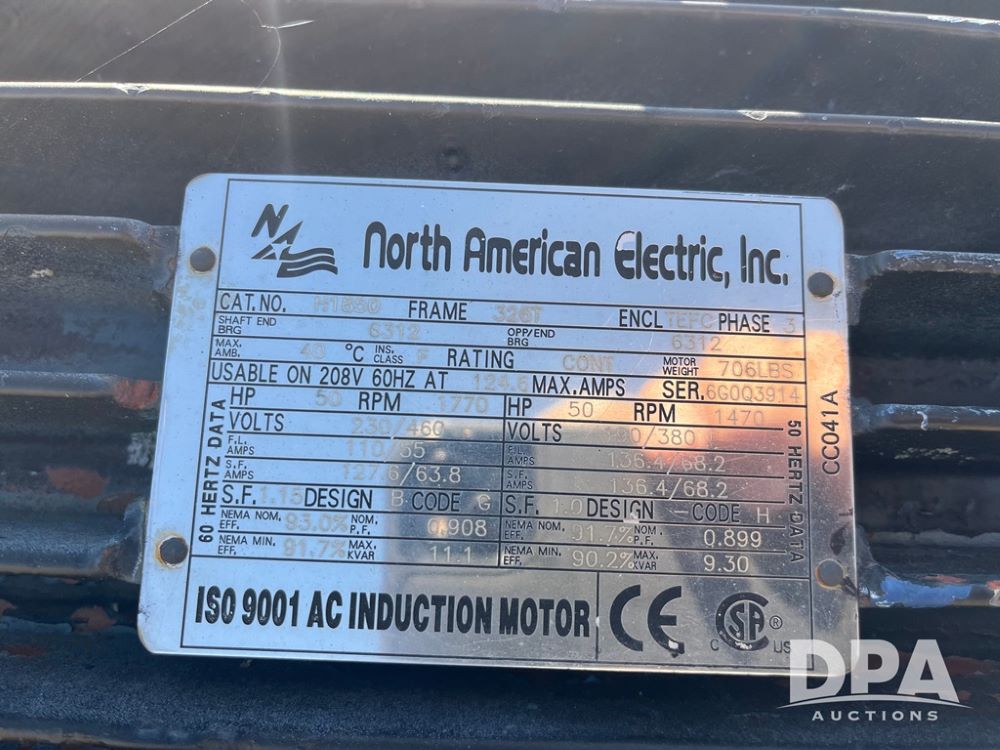 NAE
North American Electric, Inc.
CAT.NO. H1850 FRAME 326T ENCL TEFC PHASE 3
SHAFT END BRG 6312 OPP/END BRG 6312
MAX. AMB. 40 °C INS. CLASS F RATING CONT MOTOR WEIGHT 706LBS
USABLE ON 208V 60HZ AT 124.6 MAX.AMPS SER. 6G0Q3914
60 HERTZ DATA
HP 50 RPM 1770
VOLTS 230/460
F.L. AMPS 110/55
S.F. AMPS 127.6/63.8
S.F. 1.15 DESIGN B CODE G
NEMA NOM. EFF. 93.0% NOM. P.F. 0.908
NEMA MIN. EFF. 91.7% MAX. KVAR 11.1
HP 50 RPM 1470
VOLTS /380
F.L. AMPS 136.4/68.2
S.F. AMPS 136.4/68.2
S.F. 1.0 DESIGN - CODE H
NEMA NOM. EFF. 91.7% NOM. P.F. 0.899
NEMA MIN. EFF. 90.2% MAX. KVAR 9.30
50 HERTZ DATA
CC041A
ISO 9001 AC INDUCTION MOTOR
CE
C SA ® US
DPA
AUCTIONS